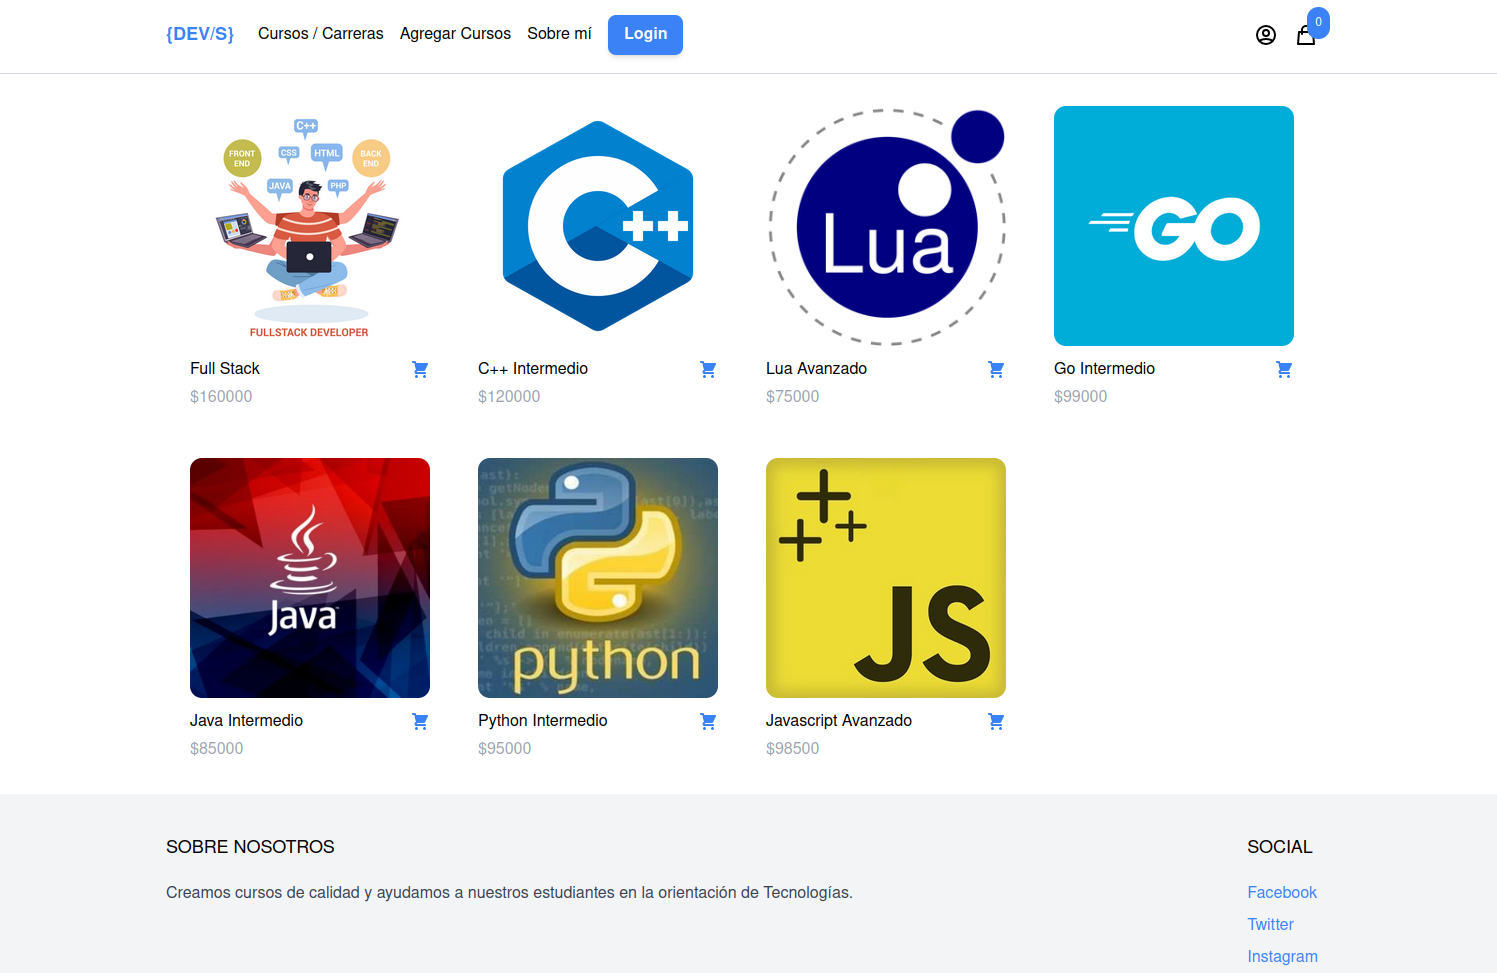 {DEV/S} Cursos / Carreras Agregar Cursos Sobre mí Login 0
C++
FRONT END
CSS
HTML
BACK END
JAVA
PHP
FULLSTACK DEVELOPER
C++
Lua
GO
Full Stack
$160000
C++ Intermedio
$120000
Lua Avanzado
$75000
Go Intermedio
$99000
Java
python
JS
Java Intermedio
$85000
Python Intermedio
$95000
Javascript Avanzado
$98500
SOBRE NOSOTROS
Creamos cursos de calidad y ayudamos a nuestros estudiantes en la orientación de Tecnologías.
SOCIAL
Facebook
Twitter
Instagram